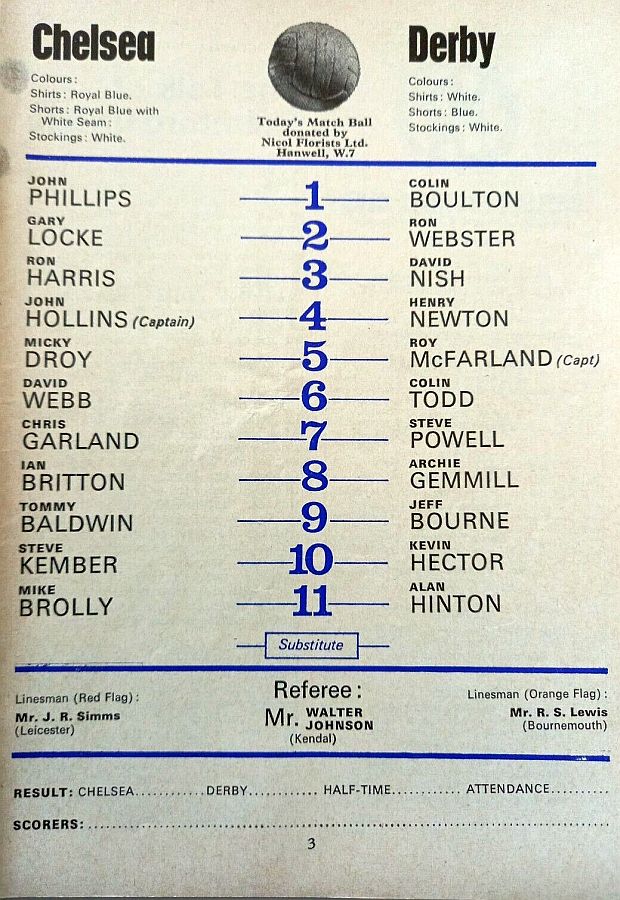 Chelsea
Colours:
Shirts: Royal Blue.
Shorts: Royal Blue with
White Seam:
Stockings: White.
Today's Match Ball
donated by
Nicol Florists Ltd.
Hanwell, W.7
Derby
Colours:
Shirts: White.
Shorts: Blue.
Stockings: White.
JOHN
PHILLIPS
1
COLIN
BOULTON
GARY
LOCKE
2
RON
WEBSTER
RON
HARRIS
3
DAVID
NISH
JOHN
HOLLINS (Captain)
4
HENRY
NEWTON
MICKY
DROY
5
ROY
McFARLAND (Capt)
DAVID
WEBB
6
COLIN
TODD
CHRIS
GARLAND
7
STEVE
POWELL
IAN
BRITTON
8
ARCHIE
GEMMILL
TOMMY
BALDWIN
9
JEFF
BOURNE
STEVE
KEMBER
10
KEVIN
HECTOR
MIKE
BROLLY
11
ALAN
HINTON
Substitute
Linesman (Red Flag):
Mr. J. R. Simms
(Leicester)
Referee:
Mr. WALTER JOHNSON
(Kendal)
Linesman (Orange Flag):
Mr. R. S. Lewis
(Bournemouth)
RESULT: CHELSEA............DERBY............ HALF-TIME............ ATTENDANCE..........
SCORERS: ................................................................
3